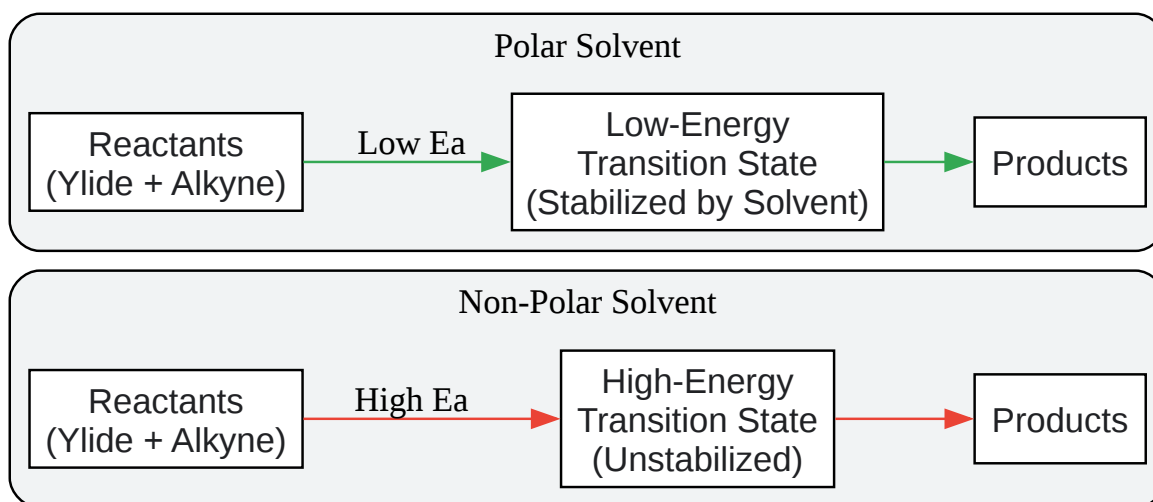 Polar Solvent
Reactants
(Ylide + Alkyne)
Low Ea
Low-Energy
Transition State
(Stabilized by Solvent)
Products
Non-Polar Solvent
Reactants
(Ylide + Alkyne)
High Ea
High-Energy
Transition State
(Unstabilized)
Products